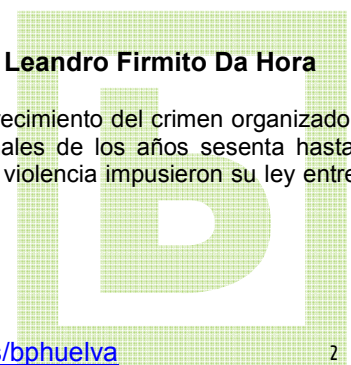 Leandro Firmito Da Hora
recimiento del crimen organizado
ales de los años sesenta hasta
violencia impusieron su ley entre
s/bphuelva
2